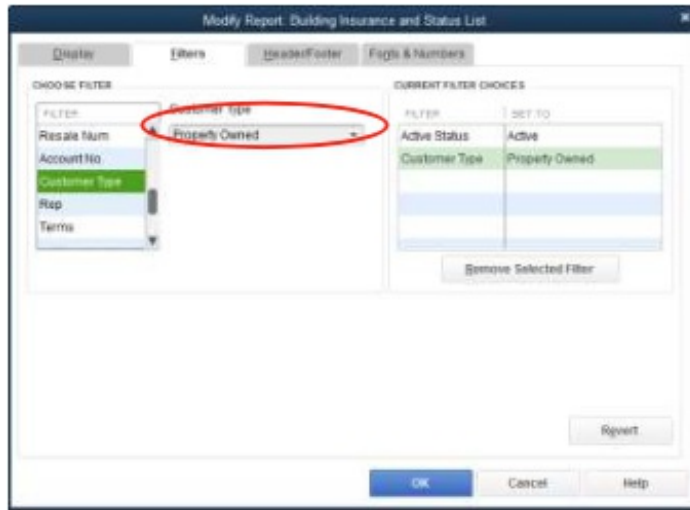 Modify Report: Building Insurance and Status List
Display Filters Header/Footer Fonts & Numbers
CHOOSE FILTER CURRENT FILTER CHOICES
FILTER Customer Type FILTER SET TO
Resale Num Property Owned Active Status Active
Account No Customer Type Property Owned
Customer Type
Rep
Terms
Remove Selected Filter
Revert
OK Cancel Help